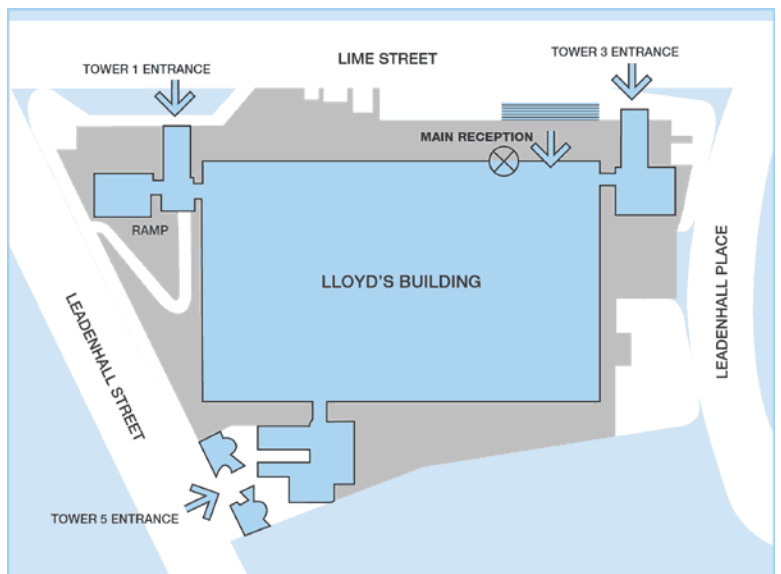 LIME STREET
TOWER 1 ENTRANCE
TOWER 3 ENTRANCE
MAIN RECEPTION
RAMP
LLOYD'S BUILDING
LEADENHALL PLACE
LEADENHALL STREET
TOWER 5 ENTRANCE